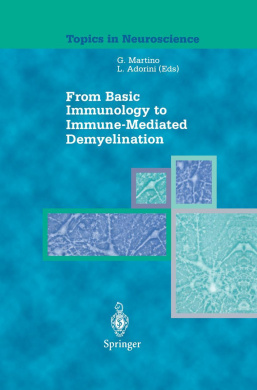 Topics in Neuroscience
G. Martino
L. Adorini (Eds)
From Basic
Immunology to
Immune-Mediated
Demyelination
Springer